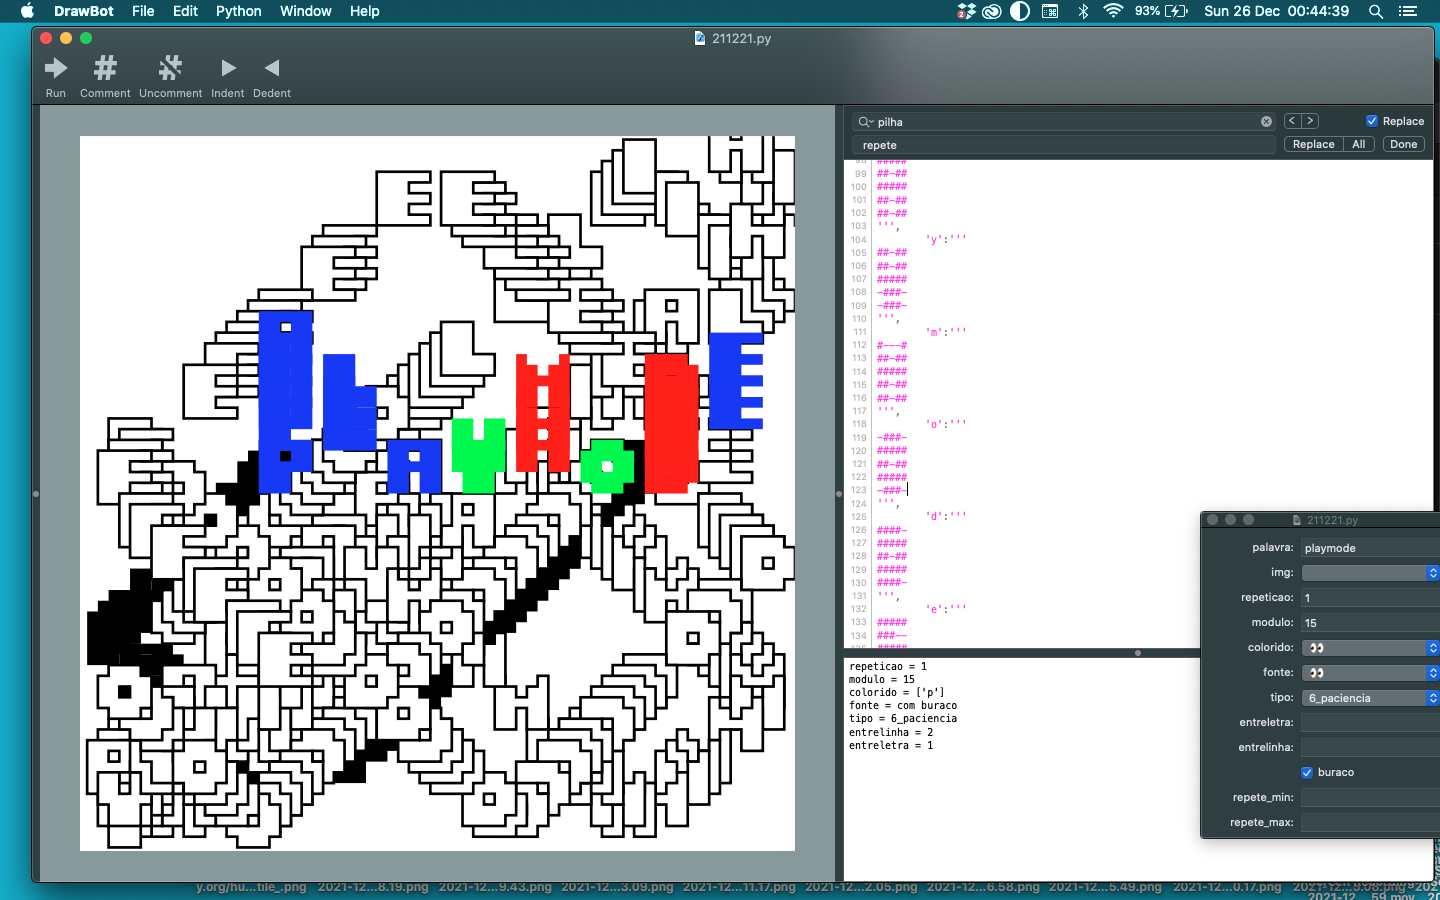 DrawBot File Edit Python Window Help
2 93% Sun 26 Dec 00:44:39
211221.py
Run Comment Uncomment Indent Dedent
pilha
Replace
repete
Replace All Done
99 ##-##
100 #####
101 ##-##
102 ##-##
103 ''',
104 'y':'''
105 ##-##
106 ##-##
107 #####
108 -###-
109 -###-
110 ''',
111 'm':'''
112 #---#
113 ##-##
114 #####
115 ##-##
116 ##-##
117 ''',
118 'o':'''
119 -###-
120 #####
121 ##-##
122 #####
123 -###-
124 ''',
125 'd':'''
126 ####-
127 #####
128 ##-##
129 #####
130 ####-
131 ''',
132 'e':'''
133 #####
134 ###--
repeticao = 1
modulo = 15
colorido = ['p']
fonte = com buraco
tipo = 6_paciencia
entrelinha = 2
entreletra = 1
211221.py
palavra: playmode
img:
repeticao: 1
modulo: 15
colorido: 👀
fonte: 👀
tipo: 6_paciencia
entreletra:
entrelinha:
buraco
repete_min:
repete_max:
PLAYMODE
y.org/hu...tile_.png 2021-12...8.19.png 2021-12...9.43.png 2021-12...3.09.png 2021-12...11.17.png 2021-12...2.05.png 2021-12...6.58.png 2021-12...5.49.png 2021-12...0.17.png